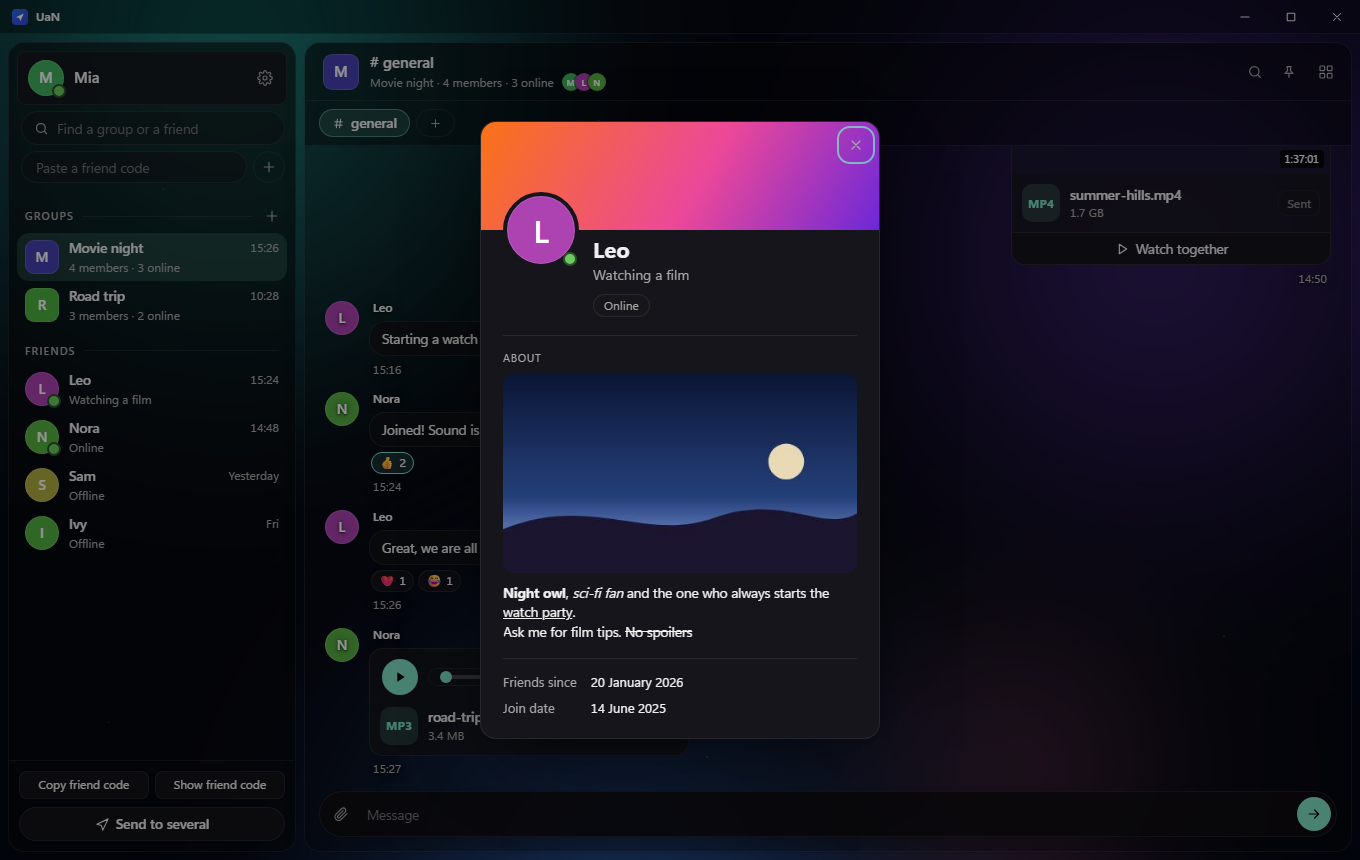 UaN
M
Mia
Find a group or a friend
Paste a friend code
GROUPS
M
Movie night
15:26
4 members · 3 online
R
Road trip
10:28
3 members · 2 online
FRIENDS
L
Leo
15:24
Watching a film
N
Nora
14:48
Online
S
Sam
Yesterday
Offline
I
Ivy
Fri
Offline
Copy friend code
Show friend code
Send to several
M
# general
Movie night · 4 members · 3 online
M L N
# general
1:37:01
MP4
summer-hills.mp4
1.7 GB
Sent
Watch together
14:50
L
Leo
Starting a watch
15:16
N
Nora
Joined! Sound is
👍 2
15:24
L
Leo
Great, we are all
❤️ 1
😂 1
15:26
N
Nora
MP3
road-trip
3.4 MB
15:27
Message
L
Leo
Watching a film
Online
ABOUT
Night owl, sci-fi fan and the one who always starts the
watch party.
Ask me for film tips. No spoilers
Friends since 20 January 2026
Join date 14 June 2025